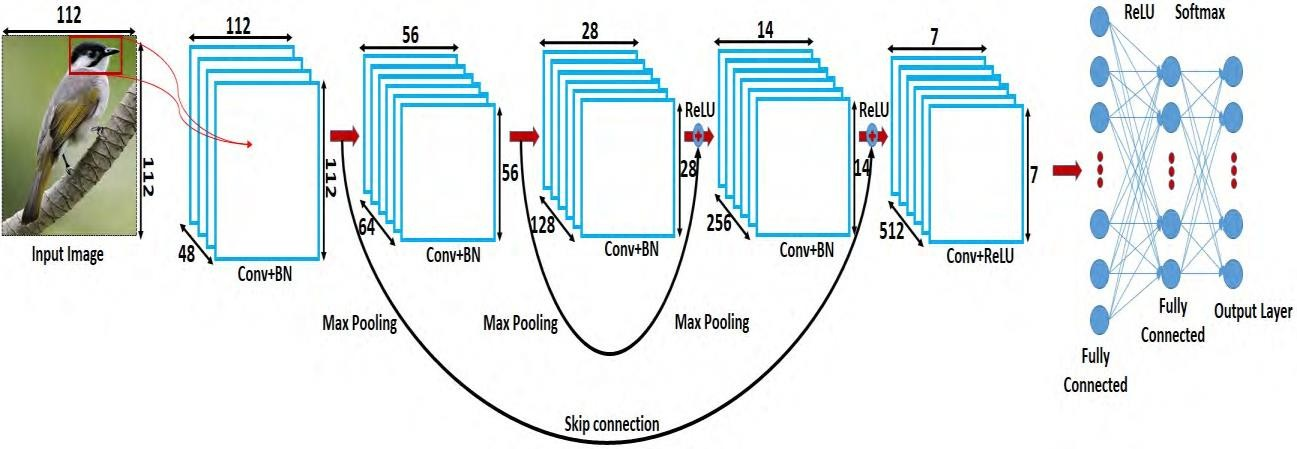 112
112
Input Image
112
112
48
Conv+BN
56
56
64
Conv+BN
28
28
128
Conv+BN
ReLU
14
14
256
Conv+BN
ReLU
7
7
512
Conv+ReLU
Max Pooling
Max Pooling
Max Pooling
Skip connection
ReLU
Softmax
Fully
Connected
Fully
Connected
Output Layer